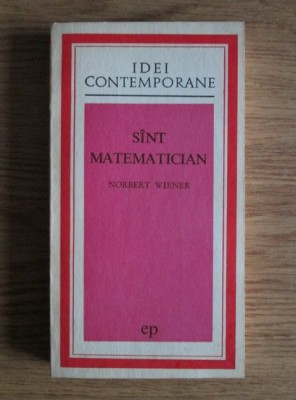 IDEI
CONTEMPORANE
SÎNT
MATEMATICIAN
NORBERT WIENER
ep